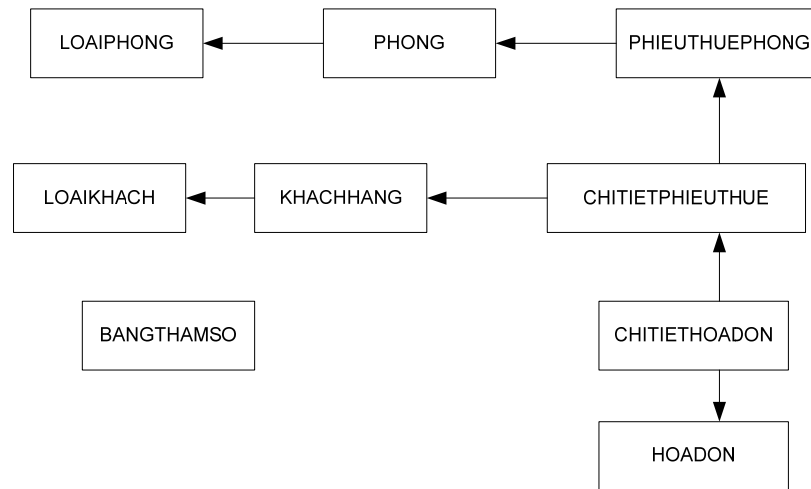 LOAIPHONG
PHONG
PHIEUTHUEPHONG
LOAIKHACH
KHACHHANG
CHITIETPHIEUTHUE
BANGTHAMSO
CHITIETHOADON
HOADON